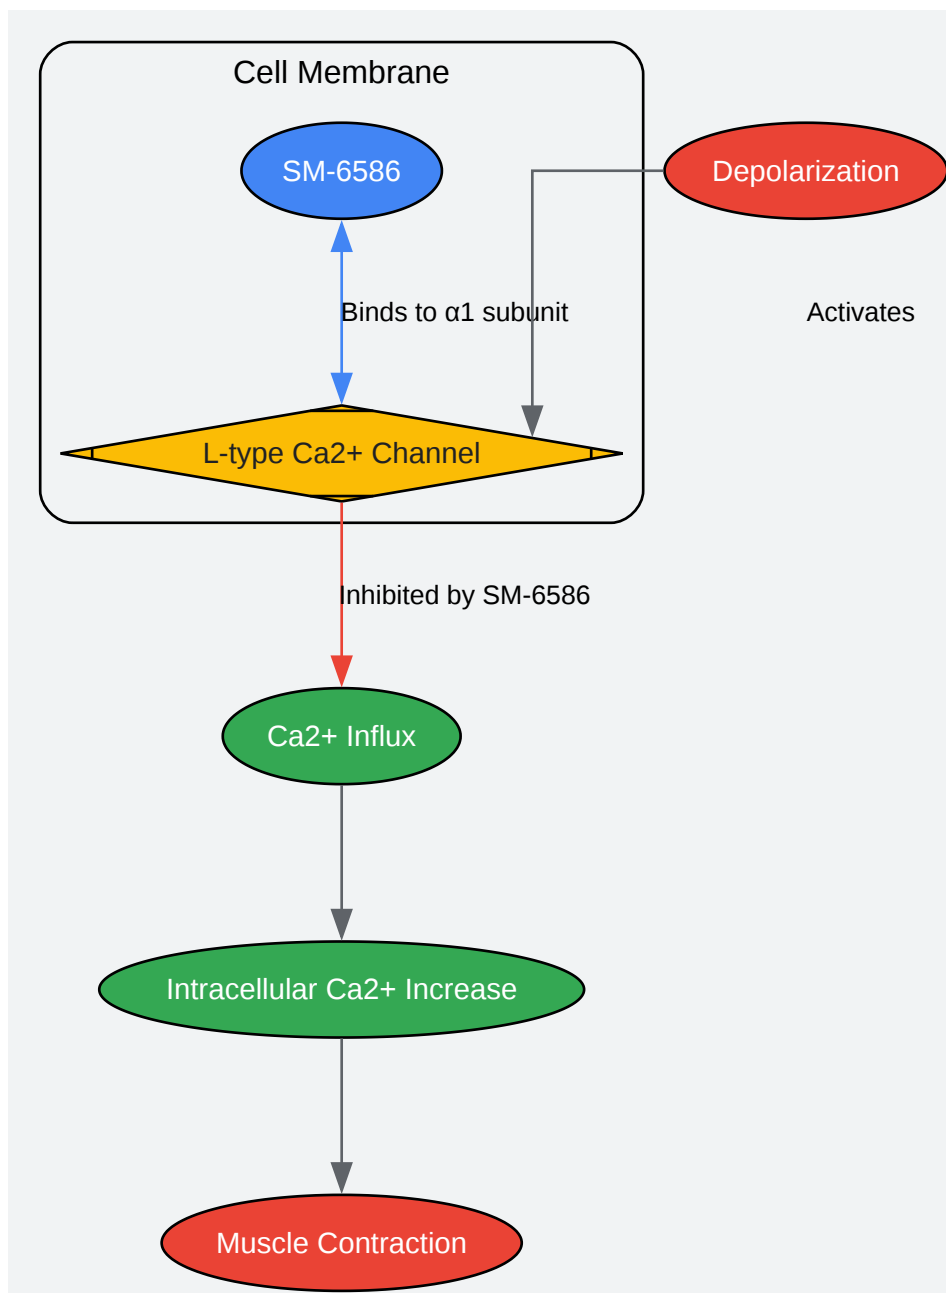 Cell Membrane
SM-6586
Depolarization
Binds to α1 subunit
Activates
L-type Ca2+ Channel
Inhibited by SM-6586
Ca2+ Influx
Intracellular Ca2+ Increase
Muscle Contraction